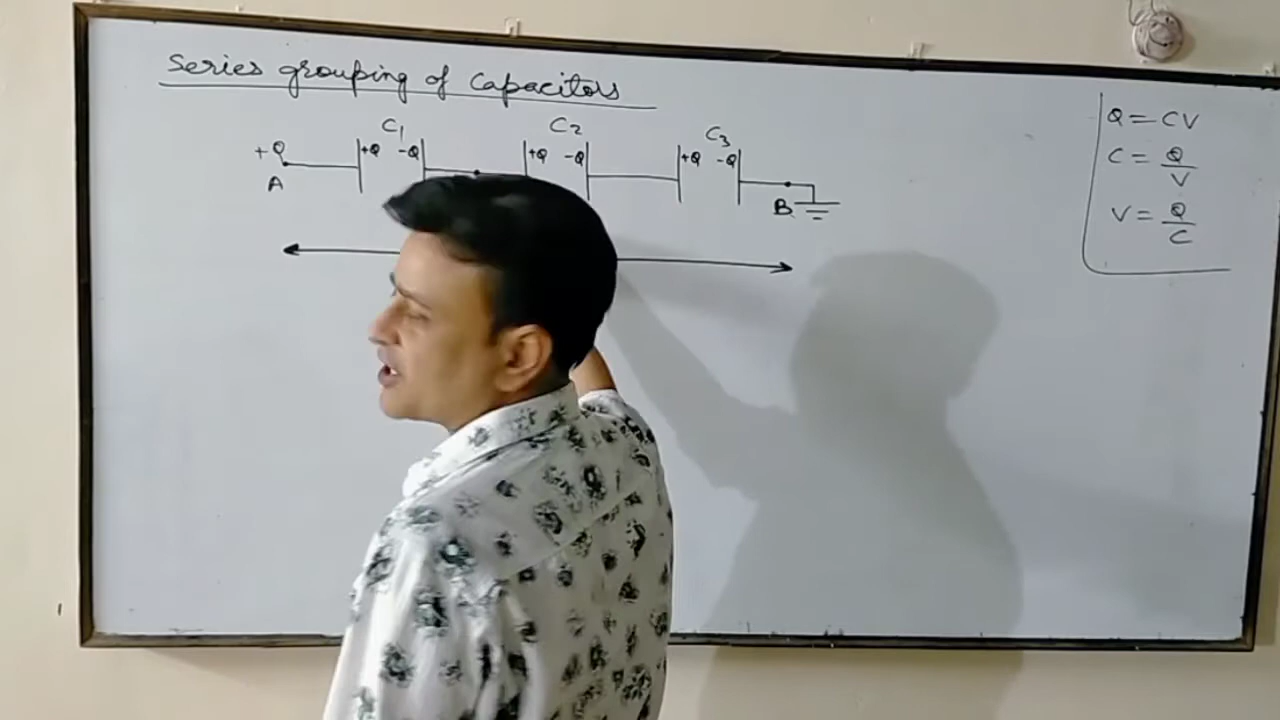 Series grouping of Capacitors
C1 C2 C3
+Q +Q -Q +Q -Q +Q -Q
A B
Q = CV
C = Q/V
V = Q/C